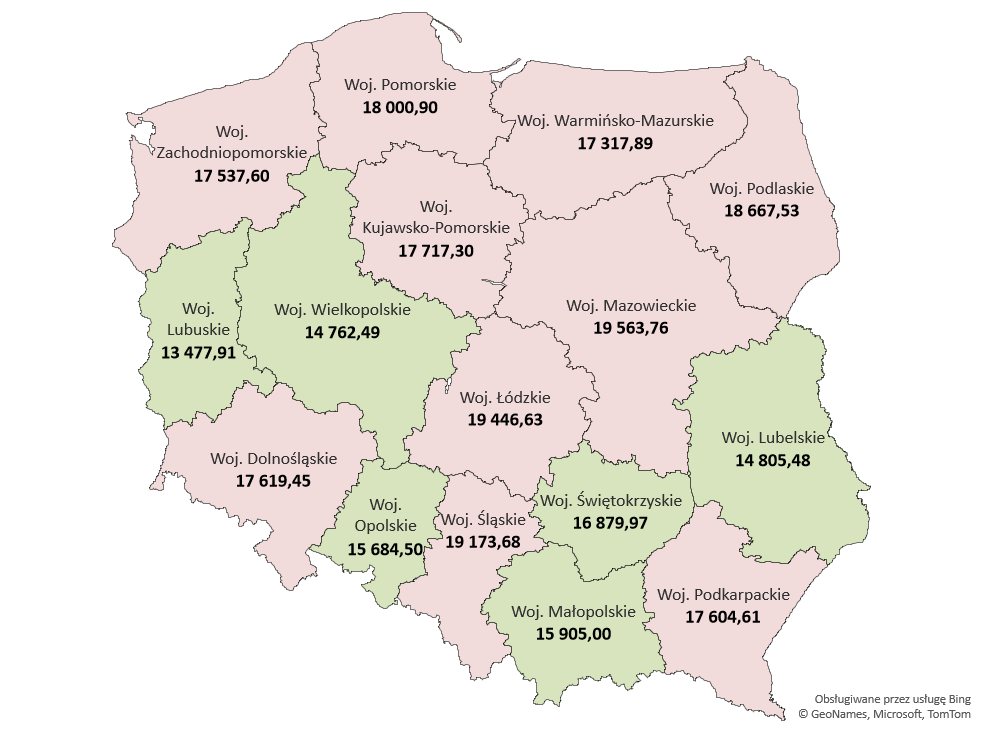 Woj. Pomorskie
18 000,90
Woj. Warmińsko-Mazurskie
17 317,89
Woj.
Zachodniopomorskie
17 537,60
Woj. Podlaskie
18 667,53
Woj.
Kujawsko-Pomorskie
17 717,30
Woj.
Lubuskie
13 477,91
Woj. Wielkopolskie
14 762,49
Woj. Mazowieckie
19 563,76
Woj. Łódzkie
19 446,63
Woj. Lubelskie
14 805,48
Woj. Dolnośląskie
17 619,45
Woj.
Opolskie
15 684,50
Woj. Śląskie
19 173,68
Woj. Świętokrzyskie
16 879,97
Woj. Małopolskie
15 905,00
Woj. Podkarpackie
17 604,61
Obsługiwane przez usługę Bing
© GeoNames, Microsoft, TomTom